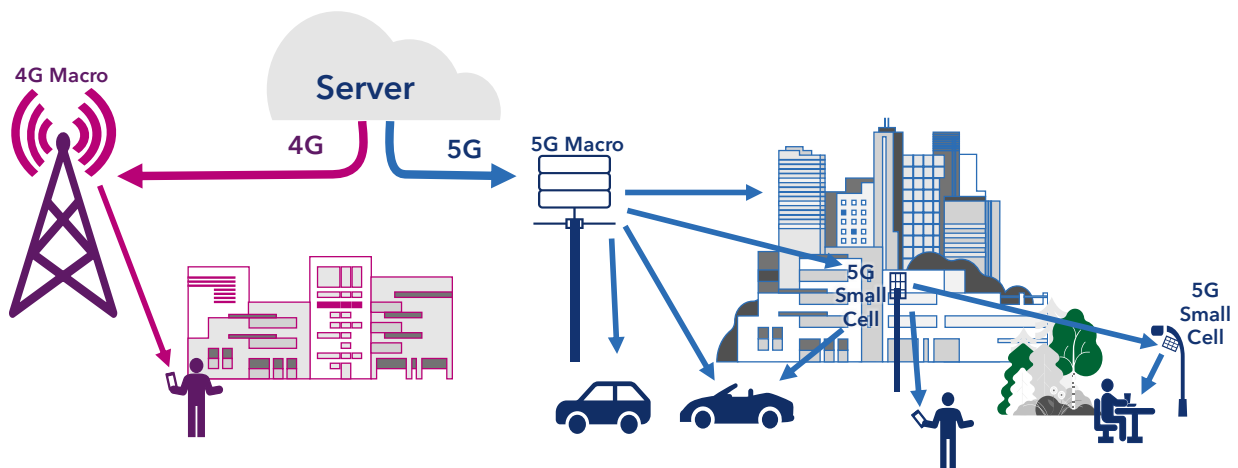 4G Macro
Server
4G
5G
5G Macro
5G
Small
Cell
5G
Small
Cell